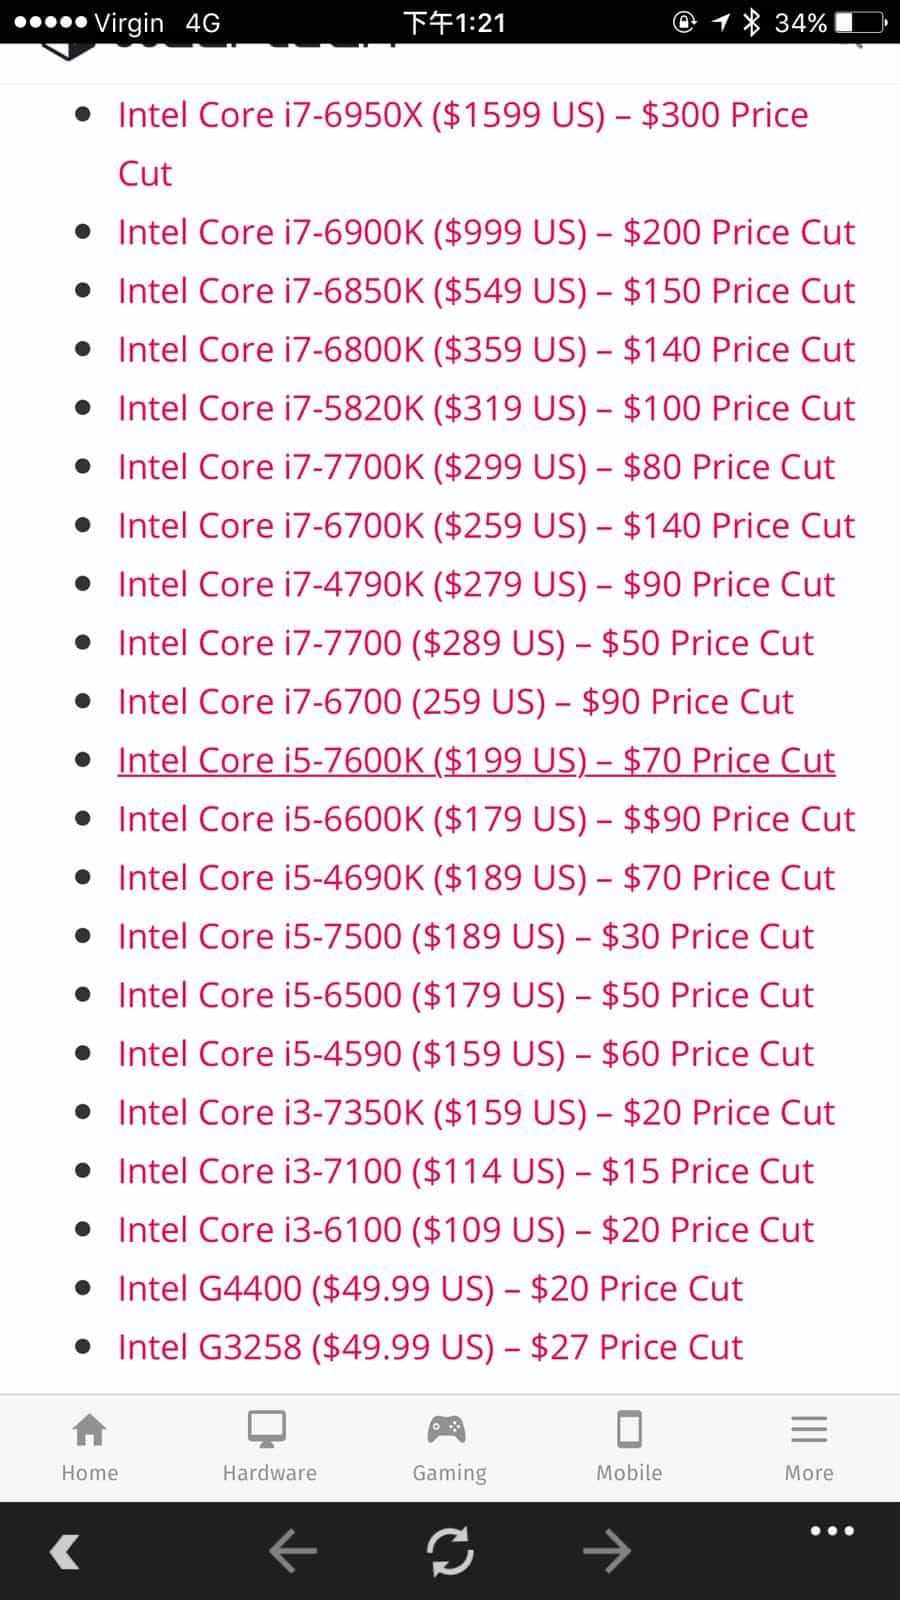 Virgin 4G 下午1:21 34%
Intel Core i7-6950X ($1599 US) – $300 Price
Cut
Intel Core i7-6900K ($999 US) – $200 Price Cut
Intel Core i7-6850K ($549 US) – $150 Price Cut
Intel Core i7-6800K ($359 US) – $140 Price Cut
Intel Core i7-5820K ($319 US) – $100 Price Cut
Intel Core i7-7700K ($299 US) – $80 Price Cut
Intel Core i7-6700K ($259 US) – $140 Price Cut
Intel Core i7-4790K ($279 US) – $90 Price Cut
Intel Core i7-7700 ($289 US) – $50 Price Cut
Intel Core i7-6700 (259 US) – $90 Price Cut
Intel Core i5-7600K ($199 US) – $70 Price Cut
Intel Core i5-6600K ($179 US) – $$90 Price Cut
Intel Core i5-4690K ($189 US) – $70 Price Cut
Intel Core i5-7500 ($189 US) – $30 Price Cut
Intel Core i5-6500 ($179 US) – $50 Price Cut
Intel Core i5-4590 ($159 US) – $60 Price Cut
Intel Core i3-7350K ($159 US) – $20 Price Cut
Intel Core i3-7100 ($114 US) – $15 Price Cut
Intel Core i3-6100 ($109 US) – $20 Price Cut
Intel G4400 ($49.99 US) – $20 Price Cut
Intel G3258 ($49.99 US) – $27 Price Cut
Home Hardware Gaming Mobile More